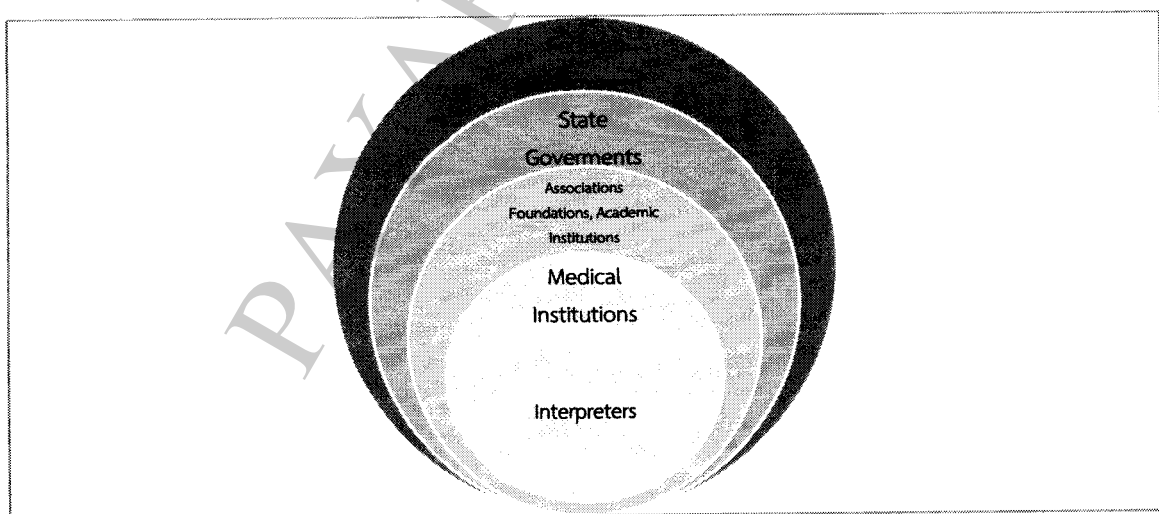 State
Goverments
Associations
Foundations, Academic
Institutions
Medical
Institutions
Interpreters